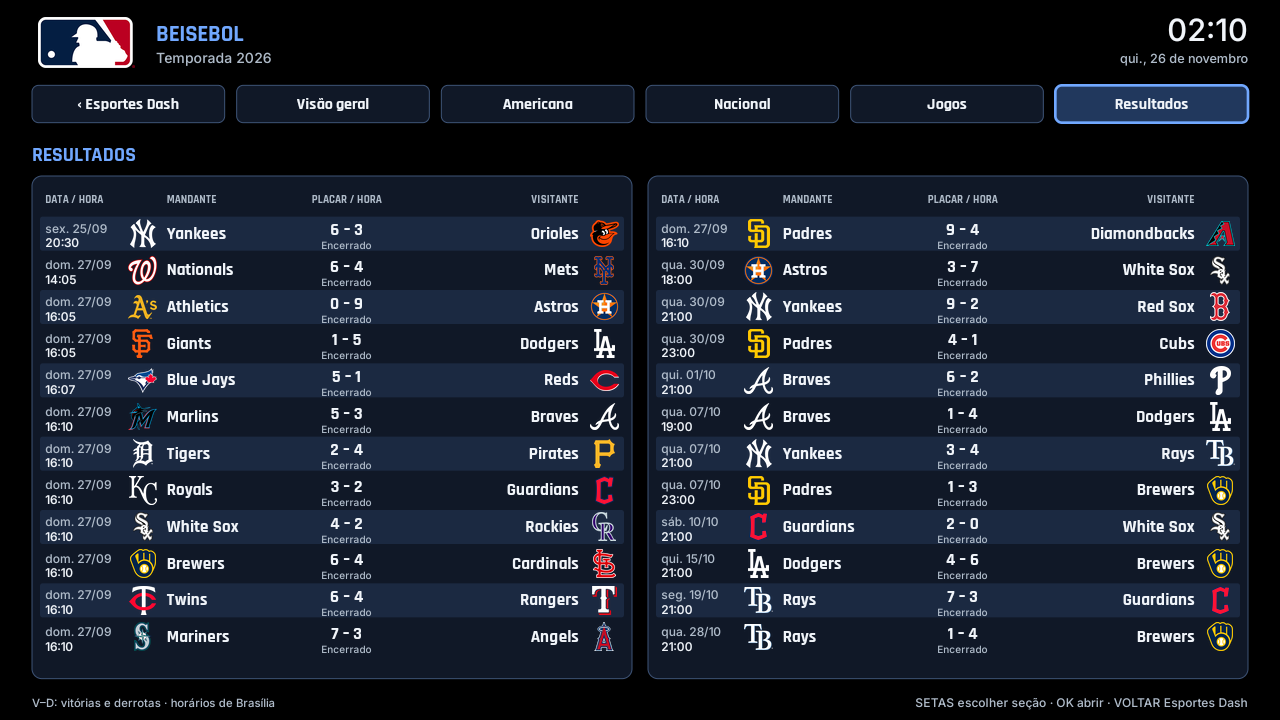 BEISEBOL
Temporada 2026
02:10
qui., 26 de novembro
‹ Esportes Dash
Visão geral
Americana
Nacional
Jogos
Resultados
RESULTADOS
DATA / HORA MANDANTE PLACAR / HORA VISITANTE
sex. 25/09 20:30 Yankees 6 – 3 Encerrado Orioles
dom. 27/09 14:05 Nationals 6 – 4 Encerrado Mets
dom. 27/09 16:05 Athletics 0 – 9 Encerrado Astros
dom. 27/09 16:05 Giants 1 – 5 Encerrado Dodgers
dom. 27/09 16:07 Blue Jays 5 – 1 Encerrado Reds
dom. 27/09 16:10 Marlins 5 – 3 Encerrado Braves
dom. 27/09 16:10 Tigers 2 – 4 Encerrado Pirates
dom. 27/09 16:10 Royals 3 – 2 Encerrado Guardians
dom. 27/09 16:10 White Sox 4 – 2 Encerrado Rockies
dom. 27/09 16:10 Brewers 6 – 4 Encerrado Cardinals
dom. 27/09 16:10 Twins 6 – 4 Encerrado Rangers
dom. 27/09 16:10 Mariners 7 – 3 Encerrado Angels
DATA / HORA MANDANTE PLACAR / HORA VISITANTE
dom. 27/09 16:10 Padres 9 – 4 Encerrado Diamondbacks
qua. 30/09 18:00 Astros 3 – 7 Encerrado White Sox
qua. 30/09 21:00 Yankees 9 – 2 Encerrado Red Sox
qua. 30/09 23:00 Padres 4 – 1 Encerrado Cubs
qui. 01/10 21:00 Braves 6 – 2 Encerrado Phillies
qua. 07/10 19:00 Braves 1 – 4 Encerrado Dodgers
qua. 07/10 21:00 Yankees 3 – 4 Encerrado Rays
qua. 07/10 23:00 Padres 1 – 3 Encerrado Brewers
sáb. 10/10 21:00 Guardians 2 – 0 Encerrado White Sox
qui. 15/10 21:00 Dodgers 4 – 6 Encerrado Brewers
seg. 19/10 21:00 Rays 7 – 3 Encerrado Guardians
qua. 28/10 21:00 Rays 1 – 4 Encerrado Brewers
V–D: vitórias e derrotas · horários de Brasília
SETAS escolher seção · OK abrir · VOLTAR Esportes Dash